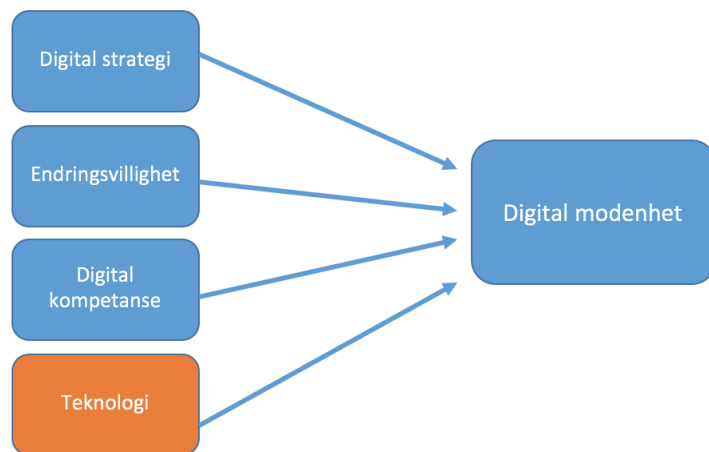 Digital strategi
Endringsvillighet
Digital
kompetanse
Teknologi
Digital modenhet